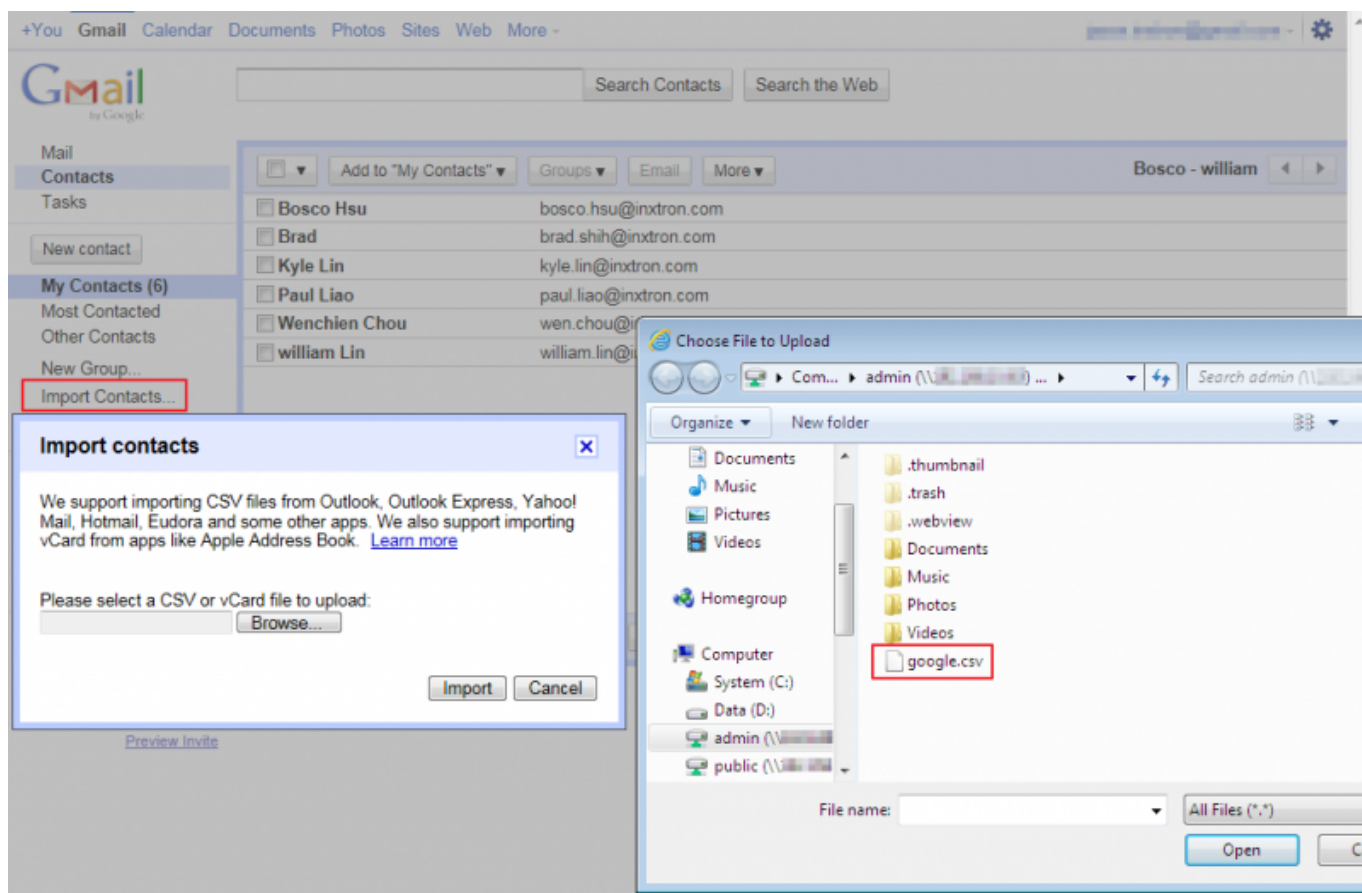 +You Gmail Calendar Documents Photos Sites Web More
Gmail
by Google
Search Contacts Search the Web
Mail
Contacts
Tasks
New contact
My Contacts (6)
Most Contacted
Other Contacts
New Group...
Import Contacts...
Add to "My Contacts" Groups Email More Bosco - william
Bosco Hsu bosco.hsu@inxtron.com
Brad brad.shih@inxtron.com
Kyle Lin kyle.lin@inxtron.com
Paul Liao paul.liao@inxtron.com
Wenchien Chou wen.chou@i
william Lin william.lin@i
Import contacts
We support importing CSV files from Outlook, Outlook Express, Yahoo!
Mail, Hotmail, Eudora and some other apps. We also support importing
vCard from apps like Apple Address Book. Learn more
Please select a CSV or vCard file to upload:
Browse...
Import Cancel
Preview Invite
Choose File to Upload
Com... admin (\\ ) ...
Search admin (\\
Organize New folder
Documents
Music
Pictures
Videos
Homegroup
Computer
System (C:)
Data (D:)
admin (\\
public (\\
.thumbnail
.trash
.webview
Documents
Music
Photos
Videos
google.csv
File name: All Files (*.*)
Open C